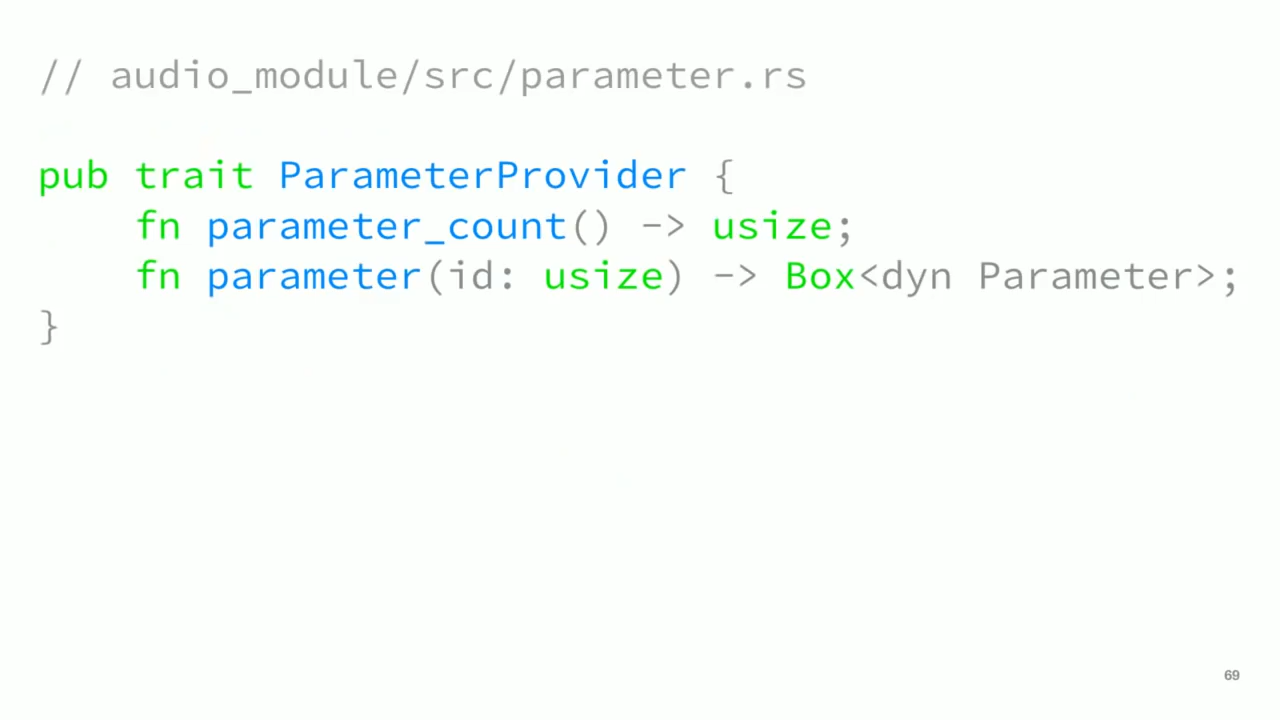 // audio_module/src/parameter.rs
pub trait ParameterProvider {
    fn parameter_count() -> usize;
    fn parameter(id: usize) -> Box<dyn Parameter>;
}
69